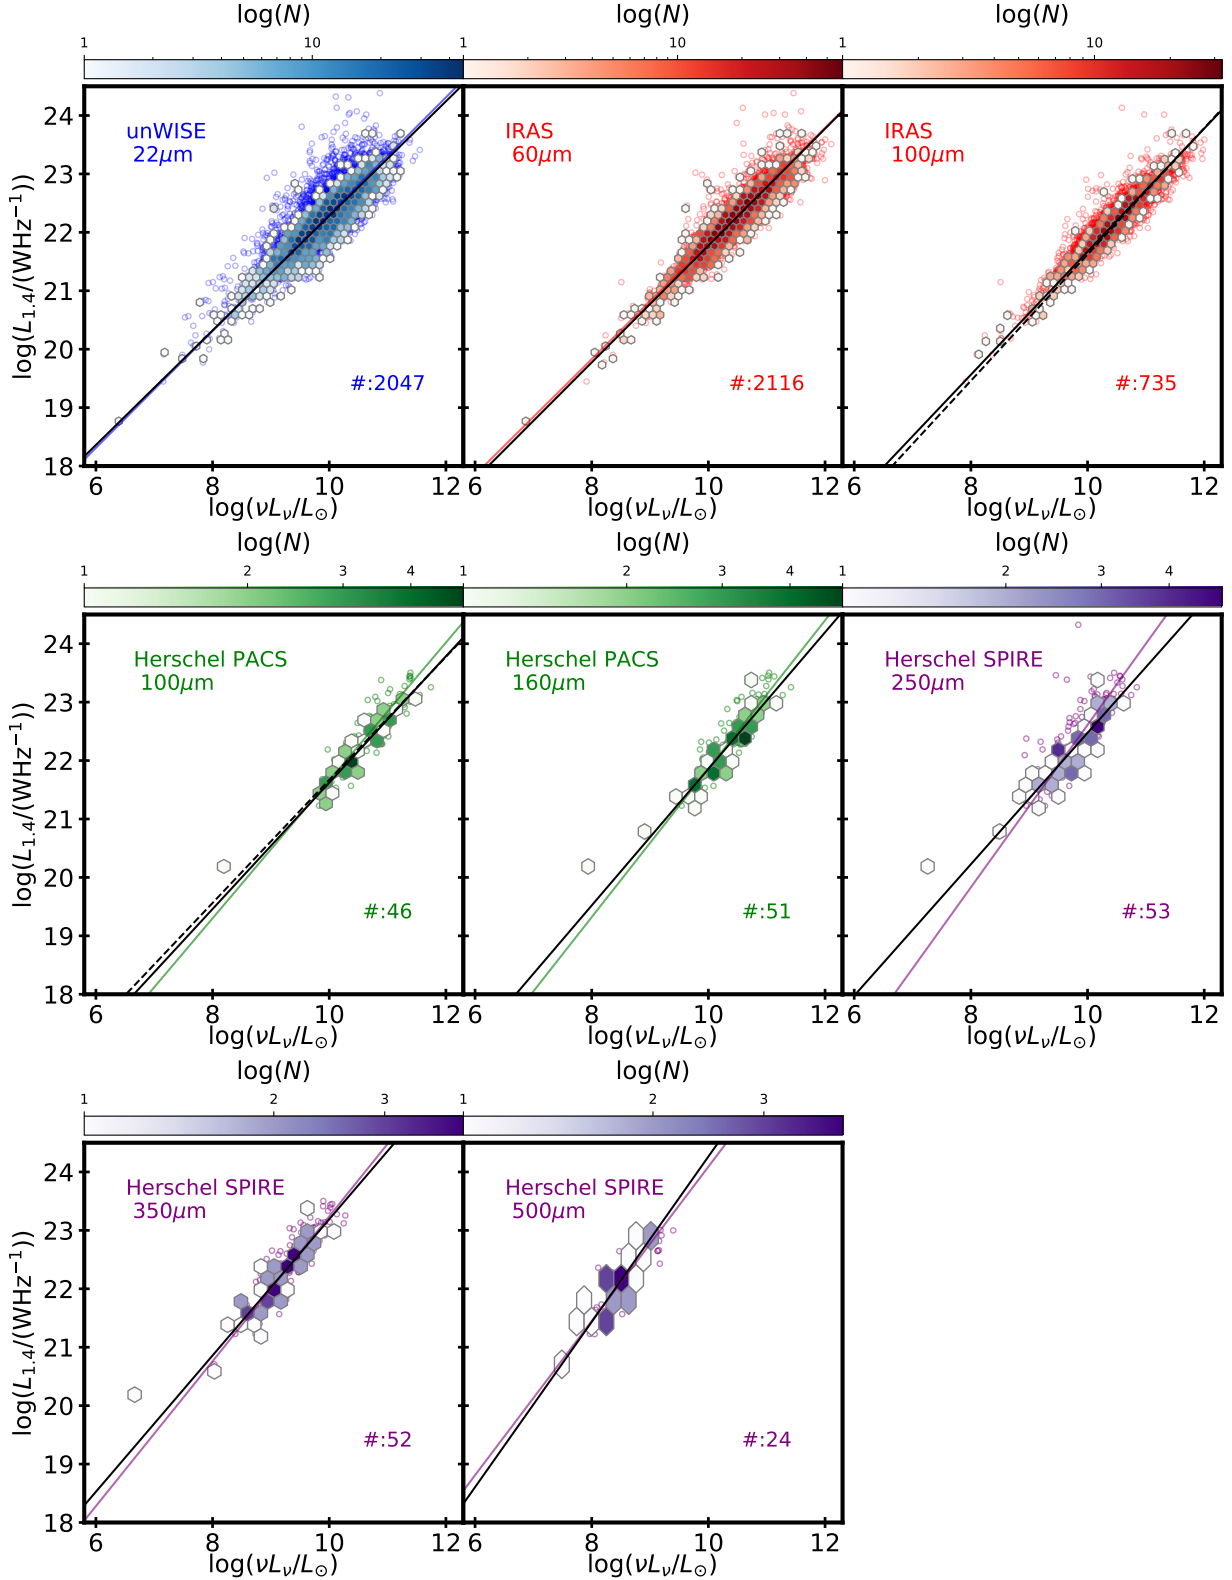 log(N) log(N) log(N)
1 10 1 10 1 10
unWISE
22μm
IRAS
60μm
IRAS
100μm
#:2047 #:2116 #:735
24
23
22
21
20
19
18
log(L1.4/(WHz−1))
6 8 10 12 6 8 10 12 6 8 10 12
log(νLν/L⊙) log(νLν/L⊙) log(νLν/L⊙)
log(N) log(N) log(N)
1 2 3 4 1 2 3 4 1 2 3 4
Herschel PACS
100μm
Herschel PACS
160μm
Herschel SPIRE
250μm
#:46 #:51 #:53
24
23
22
21
20
19
18
log(L1.4/(WHz−1))
6 8 10 12 6 8 10 12 6 8 10 12
log(νLν/L⊙) log(νLν/L⊙) log(νLν/L⊙)
log(N) log(N)
1 2 3 1 2 3
Herschel SPIRE
350μm
Herschel SPIRE
500μm
#:52 #:24
24
23
22
21
20
19
18
log(L1.4/(WHz−1))
6 8 10 12 6 8 10 12
log(νLν/L⊙) log(νLν/L⊙)